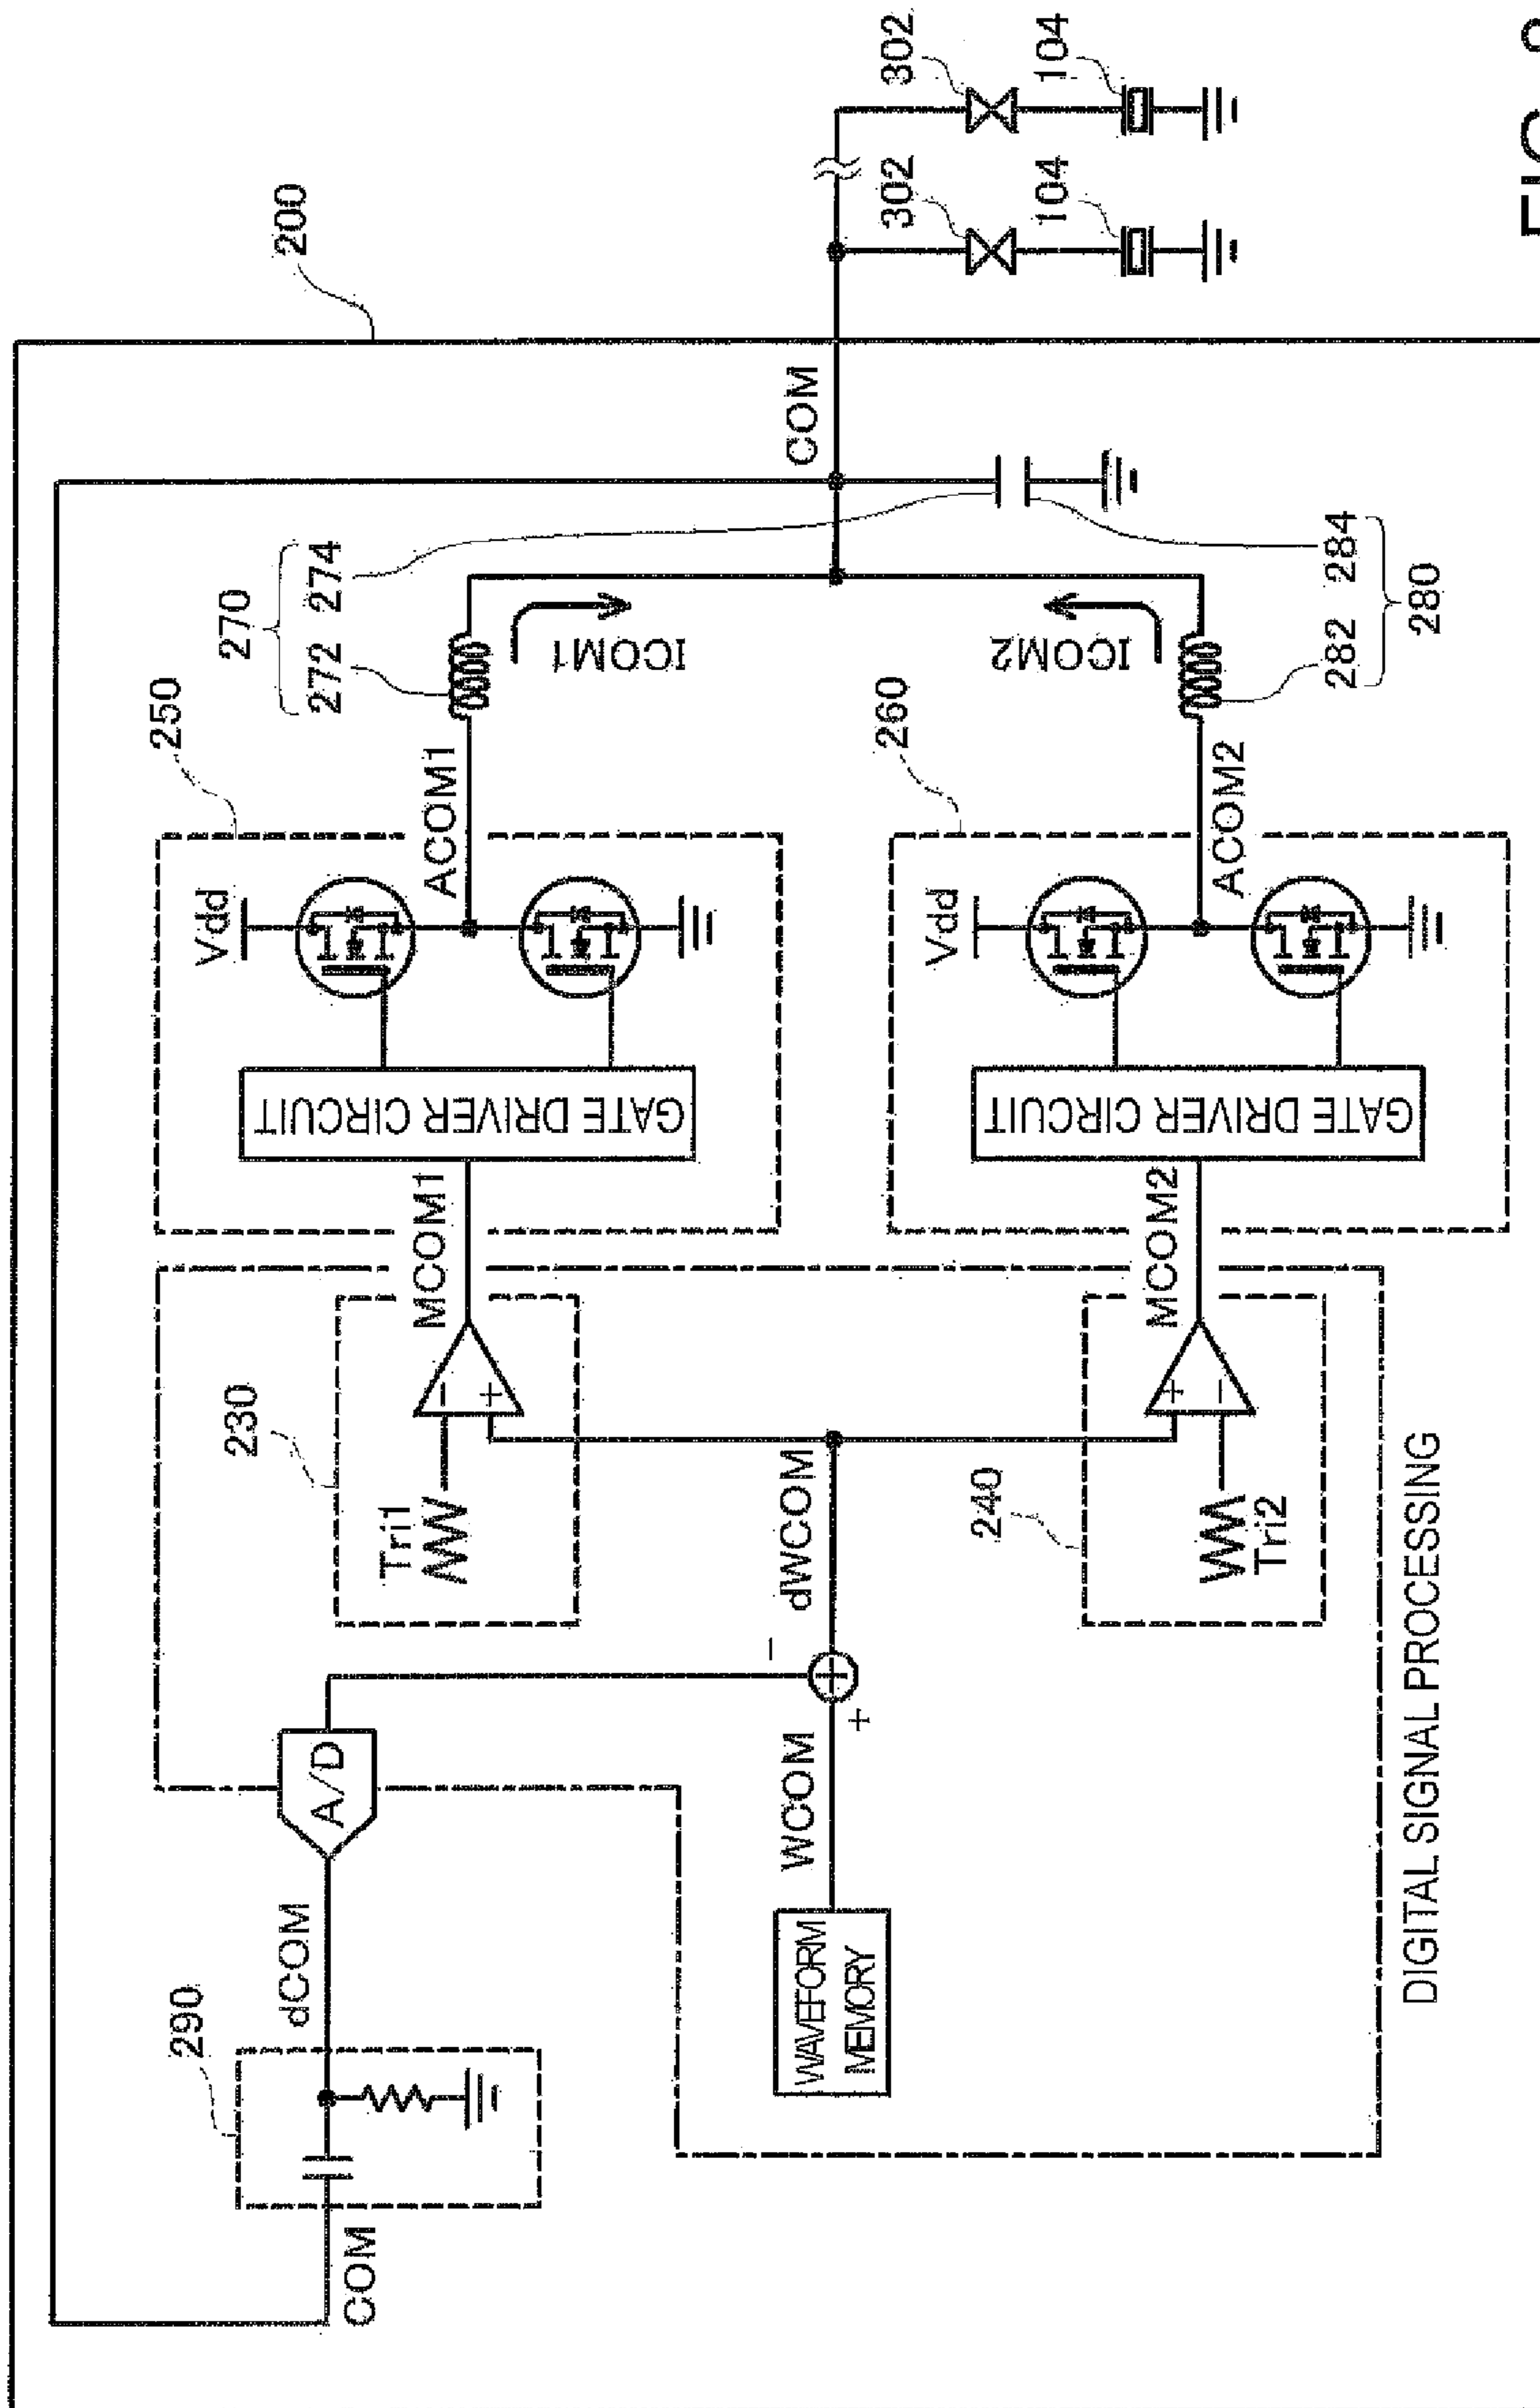 200
COM
290
dCOM
A/D
230
Tri1
−
+
MCOM1
250
GATE DRIVER CIRCUIT
Vdd
ACOM1
270
272 274
ICOM1
WAVEFORM
MEMORY
WCOM
+
−
dWCOM
COM
302
104
302
104
240
Tri2
+
−
MCOM2
260
GATE DRIVER CIRCUIT
Vdd
ACOM2
ICOM2
282 284
280
DIGITAL SIGNAL PROCESSING